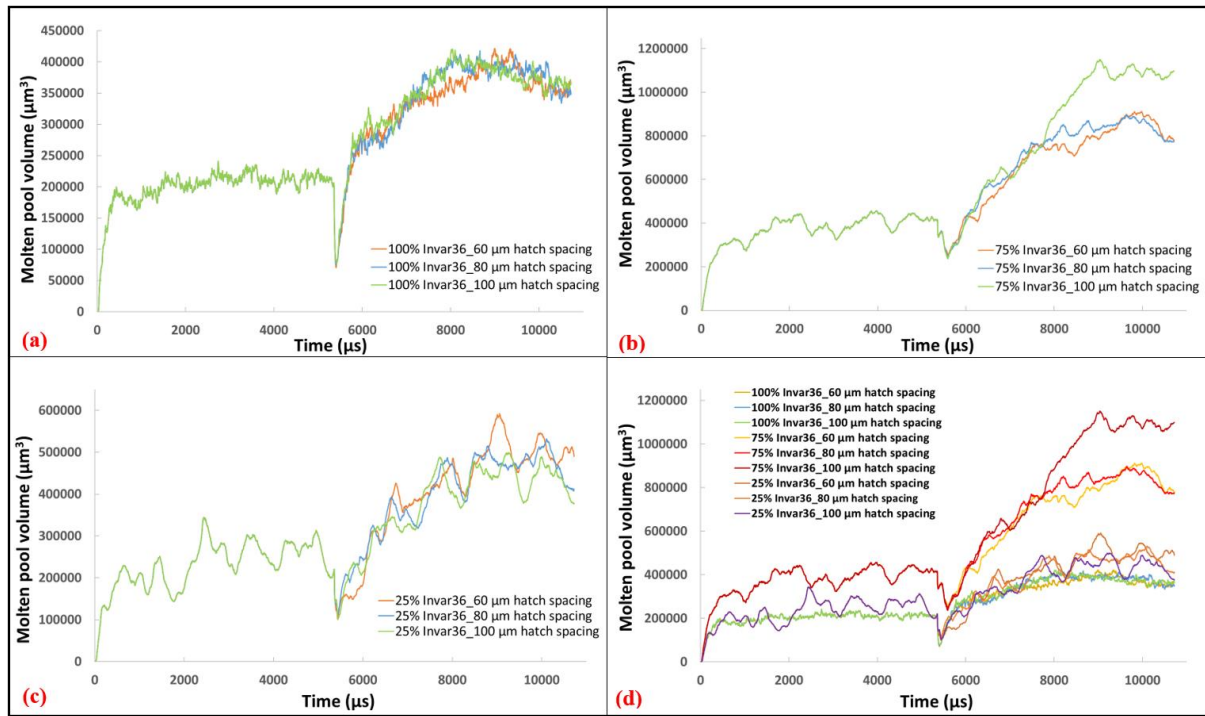 450000
400000
350000
300000
250000
200000
150000
100000
50000
0
Molten pool volume (µm³)
100% Invar36_60 µm hatch spacing
100% Invar36_80 µm hatch spacing
100% Invar36_100 µm hatch spacing
0 2000 4000 6000 8000 10000
Time (µs)
(a)
1200000
1000000
800000
600000
400000
200000
0
Molten pool volume (µm³)
75% Invar36_60 µm hatch spacing
75% Invar36_80 µm hatch spacing
75% Invar36_100 µm hatch spacing
0 2000 4000 6000 8000 10000
Time (µs)
(b)
600000
500000
400000
300000
200000
100000
0
Molten pool volume (µm³)
25% Invar36_60 µm hatch spacing
25% Invar36_80 µm hatch spacing
25% Invar36_100 µm hatch spacing
0 2000 4000 6000 8000 10000
Time (µs)
(c)
1200000
1000000
800000
600000
400000
200000
0
Molten pool volume (µm³)
100% Invar36_60 µm hatch spacing
100% Invar36_80 µm hatch spacing
100% Invar36_100 µm hatch spacing
75% Invar36_60 µm hatch spacing
75% Invar36_80 µm hatch spacing
75% Invar36_100 µm hatch spacing
25% Invar36_60 µm hatch spacing
25% Invar36_80 µm hatch spacing
25% Invar36_100 µm hatch spacing
0 2000 4000 6000 8000 10000
Time (µs)
(d)